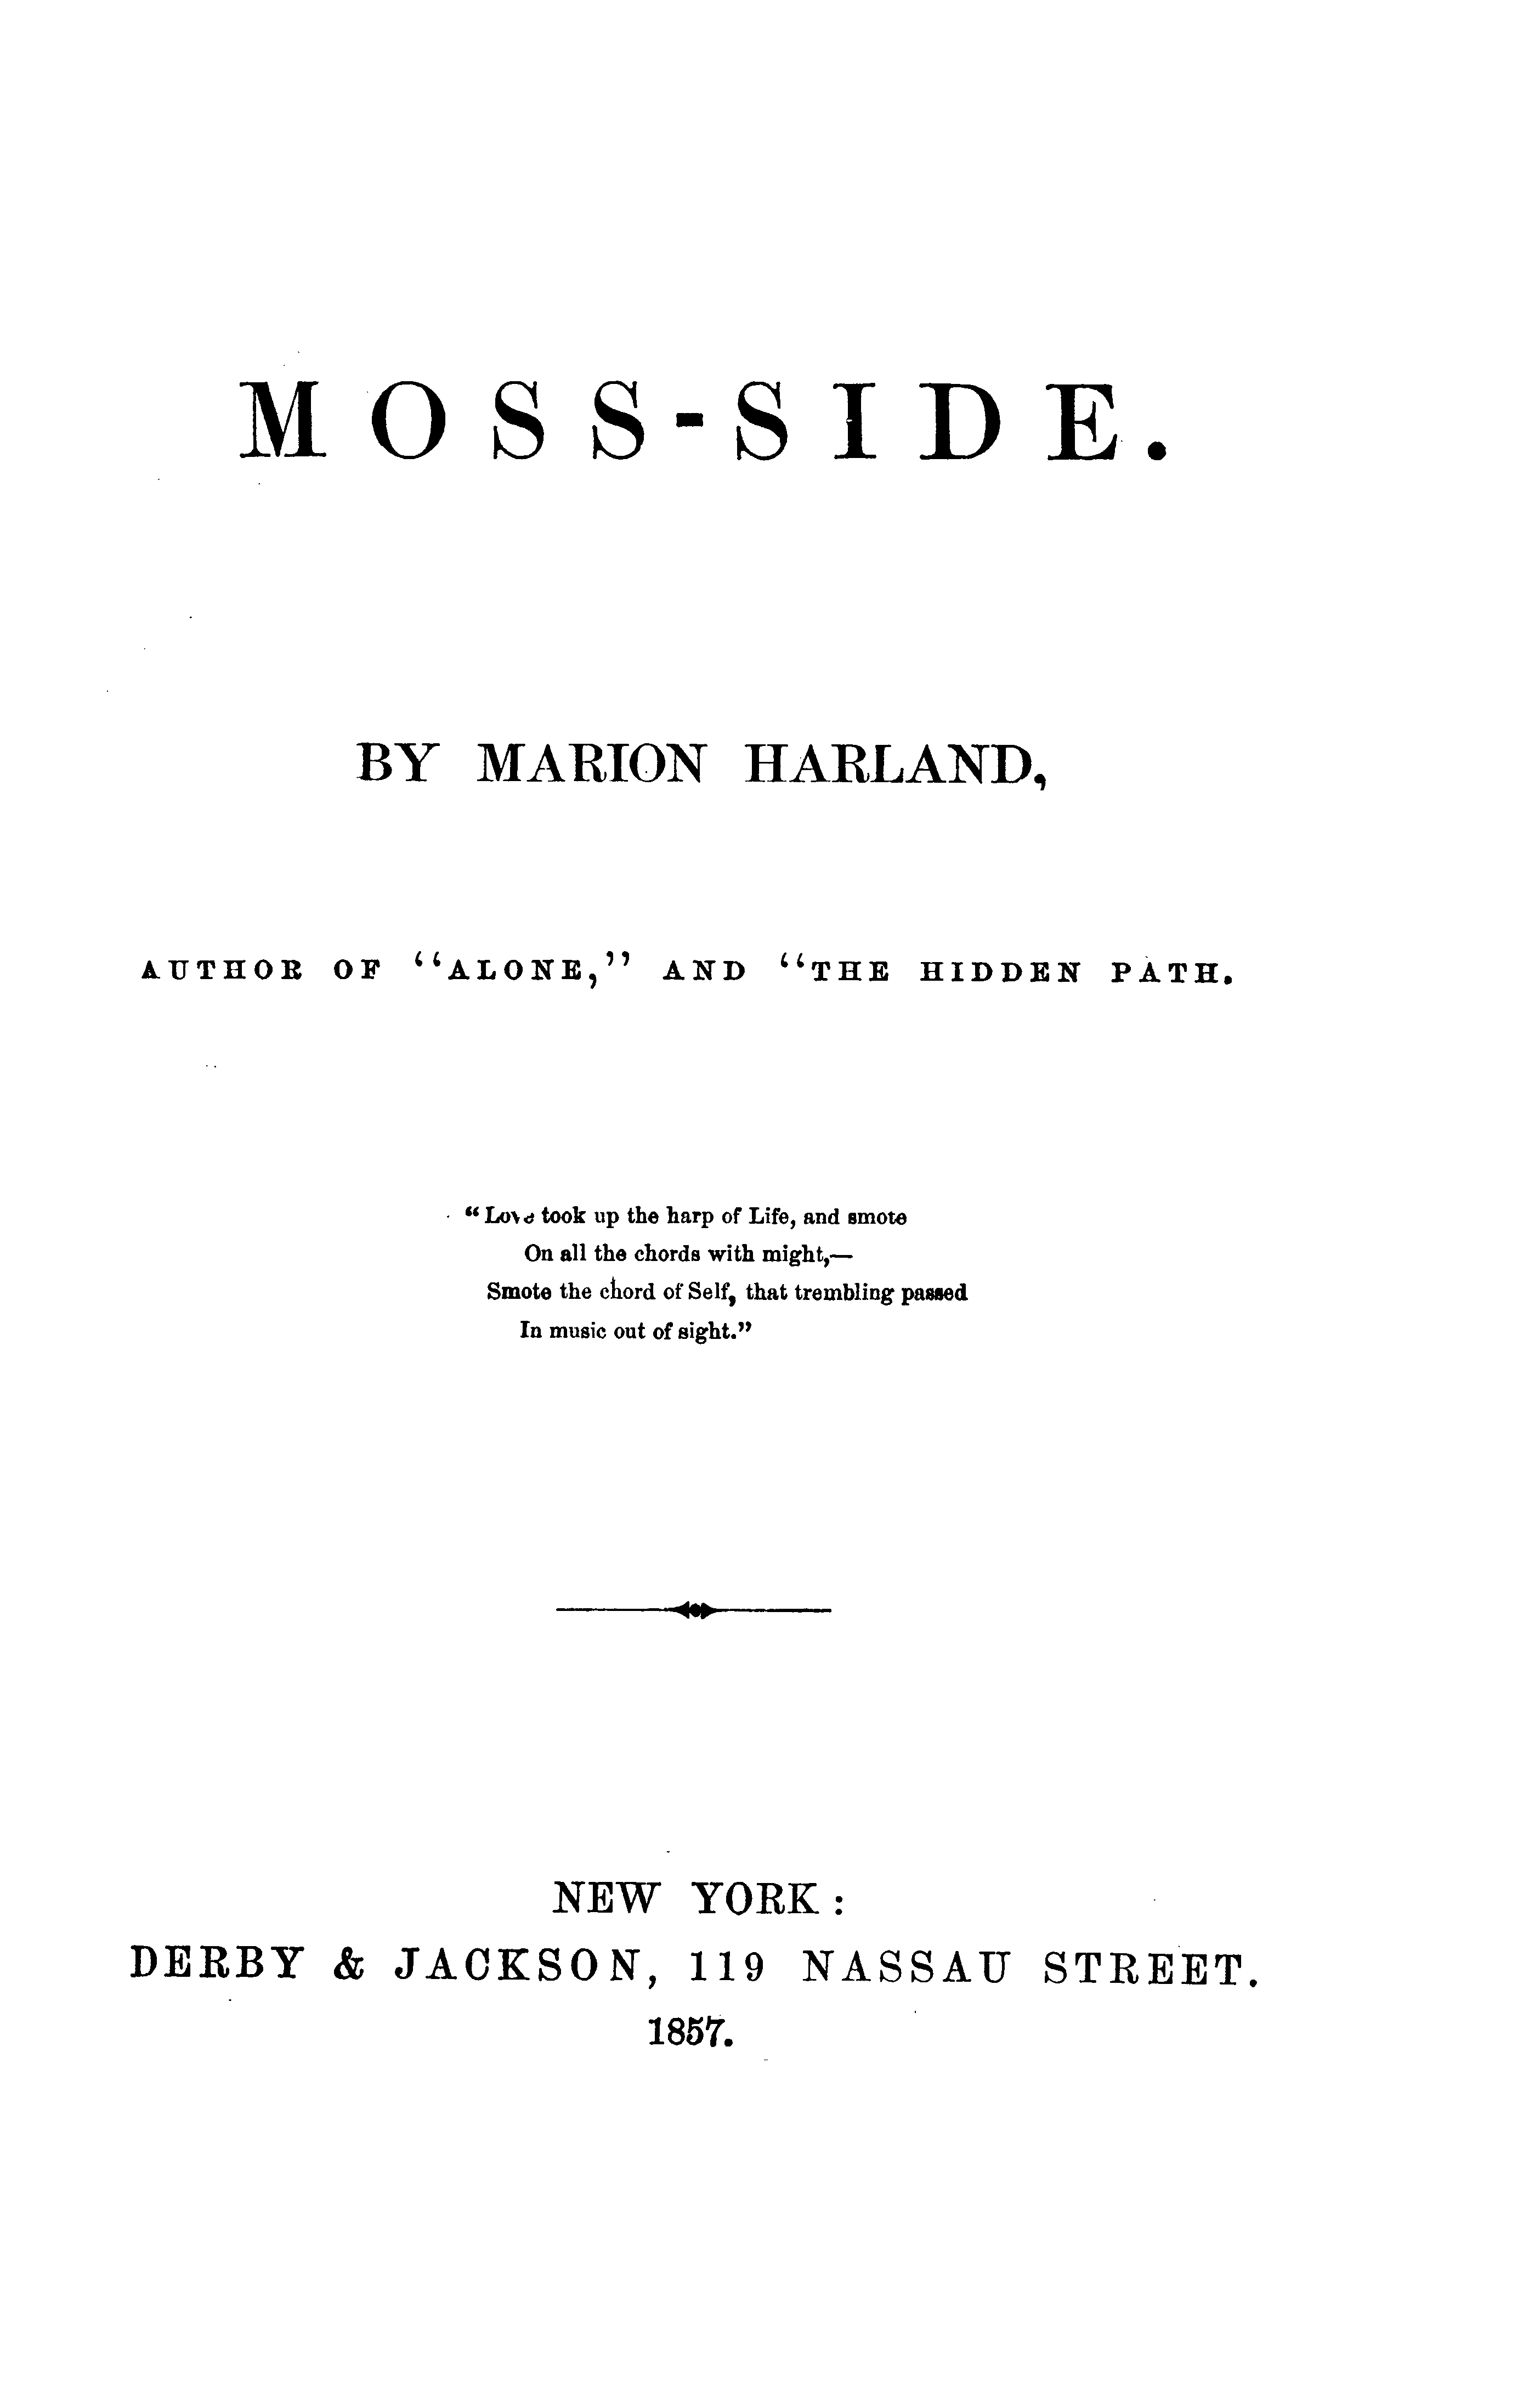 MOSS-SIDE.
BY MARION HARLAND,
AUTHOR OF “ALONE,” AND “THE HIDDEN PATH.
“Love took up the harp of Life, and smote
On all the chords with might,—
Smote the chord of Self, that trembling passed
In music out of sight.”
NEW YORK:
DERBY & JACKSON, 119 NASSAU STREET.
1857.